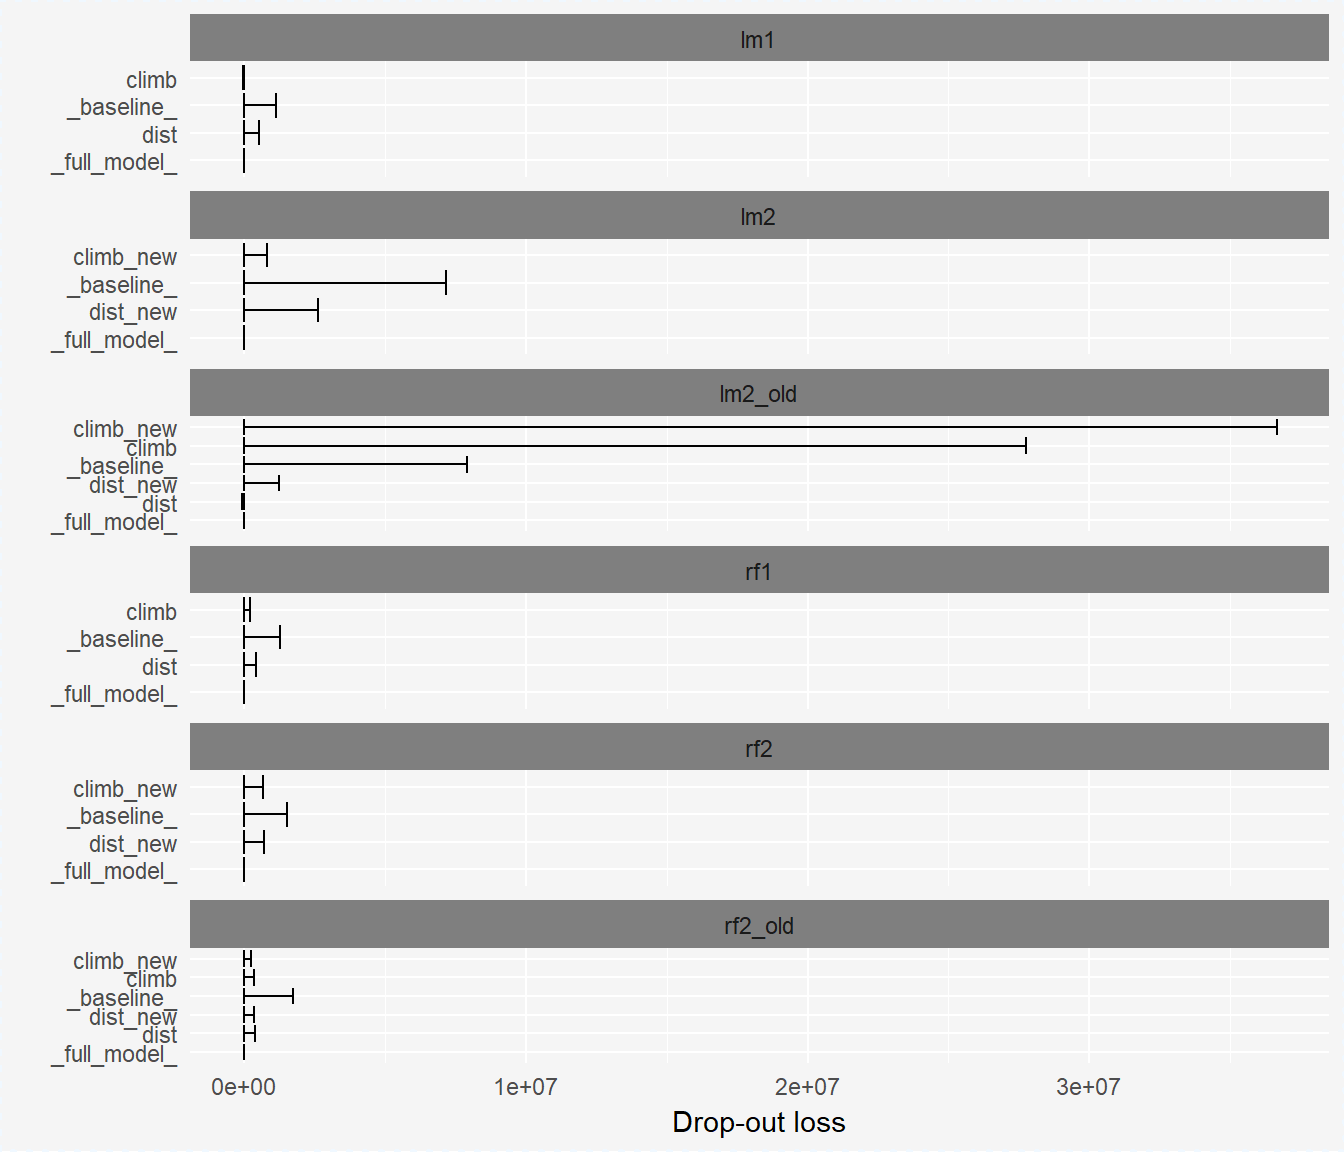 lm1
climb
_baseline_
dist
_full_model_
lm2
climb_new
_baseline_
dist_new
_full_model_
lm2_old
climb_new
climb
_baseline_
dist_new
dist
_full_model_
rf1
climb
_baseline_
dist
_full_model_
rf2
climb_new
_baseline_
dist_new
_full_model_
rf2_old
climb_new
climb
_baseline_
dist_new
dist
_full_model_
0e+00 1e+07 2e+07 3e+07
Drop-out loss